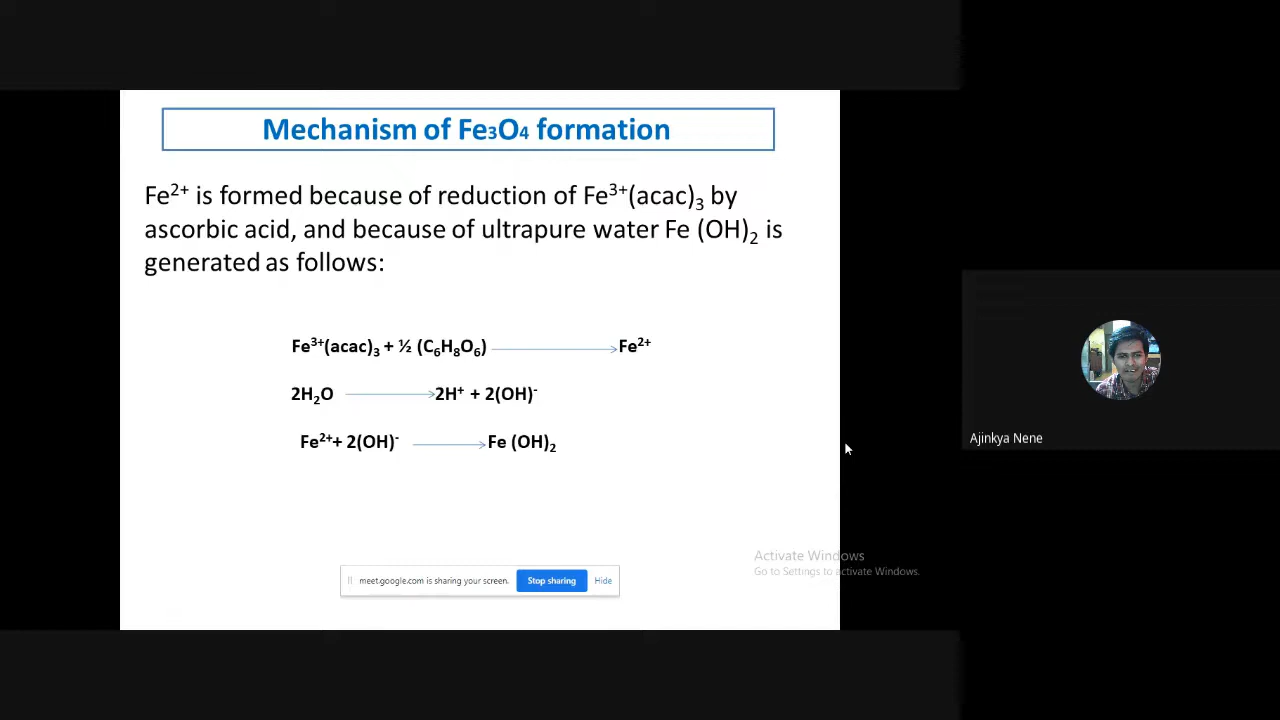 Mechanism of Fe₃O₄ formation
Fe²⁺ is formed because of reduction of Fe³⁺(acac)₃ by
ascorbic acid, and because of ultrapure water Fe (OH)₂ is
generated as follows:
Fe³⁺(acac)₃ + ½ (C₆H₈O₆) → Fe²⁺
2H₂O → 2H⁺ + 2(OH)⁻
Fe²⁺+ 2(OH)⁻ → Fe (OH)₂
Ajinkya Nene
Activate Windows
Go to Settings to activate Windows.
meet.google.com is sharing your screen. Stop sharing Hide